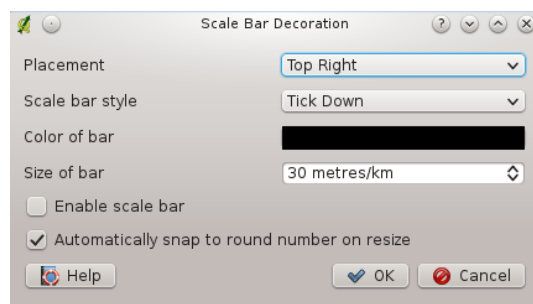 Scale Bar Decoration
Placement Top Right
Scale bar style Tick Down
Color of bar
Size of bar 30 metres/km
Enable scale bar
Automatically snap to round number on resize
Help OK Cancel